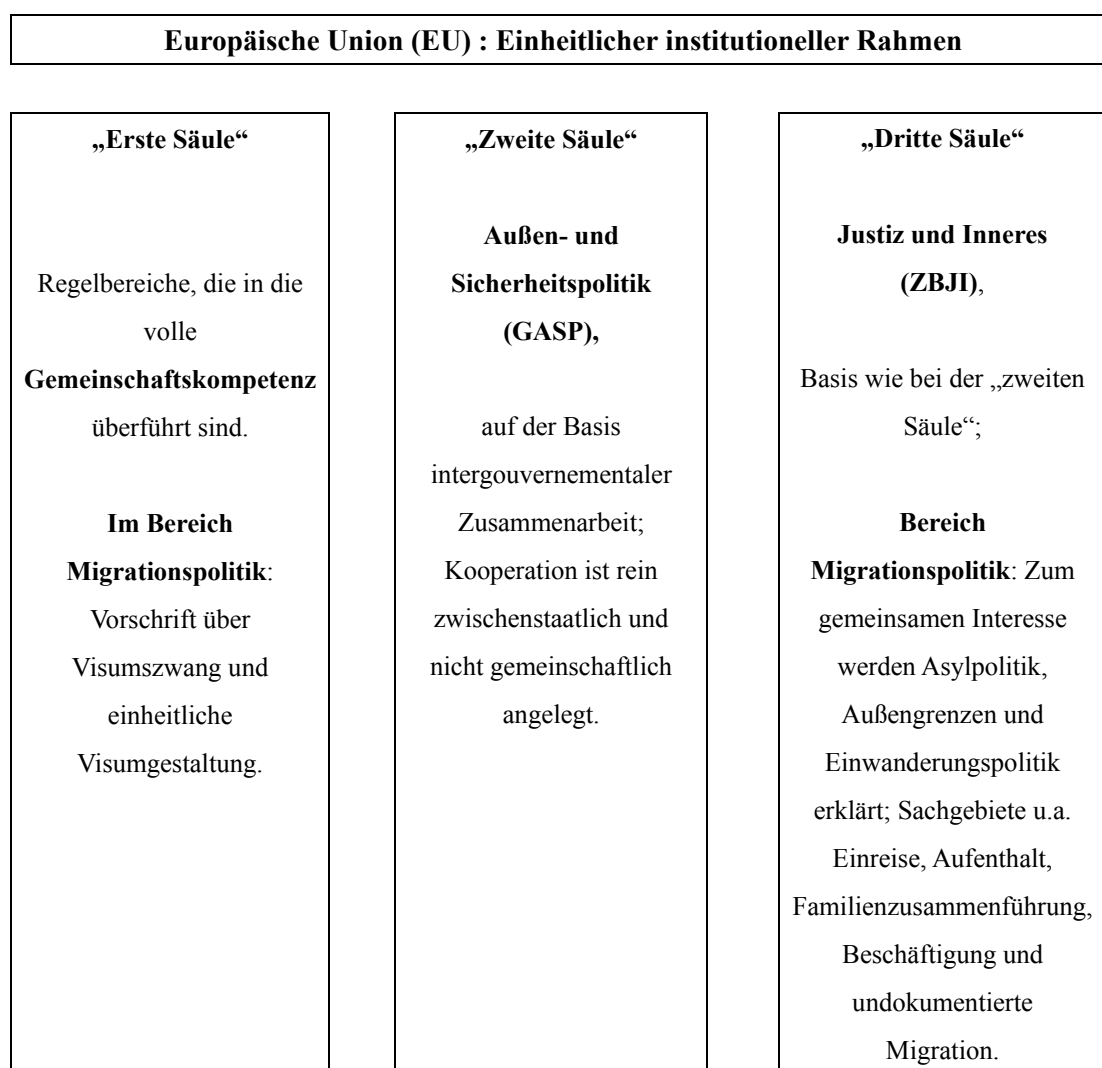 Europäische Union (EU) : Einheitlicher institutioneller Rahmen
„Erste Säule“
Regelbereiche, die in die
volle
Gemeinschaftskompetenz
überführt sind.
Im Bereich
Migrationspolitik:
Vorschrift über
Visumszwang und
einheitliche
Visumgestaltung.
„Zweite Säule“
Außen- und
Sicherheitspolitik
(GASP),
auf der Basis
intergouvernementaler
Zusammenarbeit;
Kooperation ist rein
zwischenstaatlich und
nicht gemeinschaftlich
angelegt.
„Dritte Säule“
Justiz und Inneres
(ZBJI),
Basis wie bei der „zweiten
Säule“;
Bereich
Migrationspolitik: Zum
gemeinsamen Interesse
werden Asylpolitik,
Außengrenzen und
Einwanderungspolitik
erklärt; Sachgebiete u.a.
Einreise, Aufenthalt,
Familienzusammenführung,
Beschäftigung und
undokumentierte
Migration.